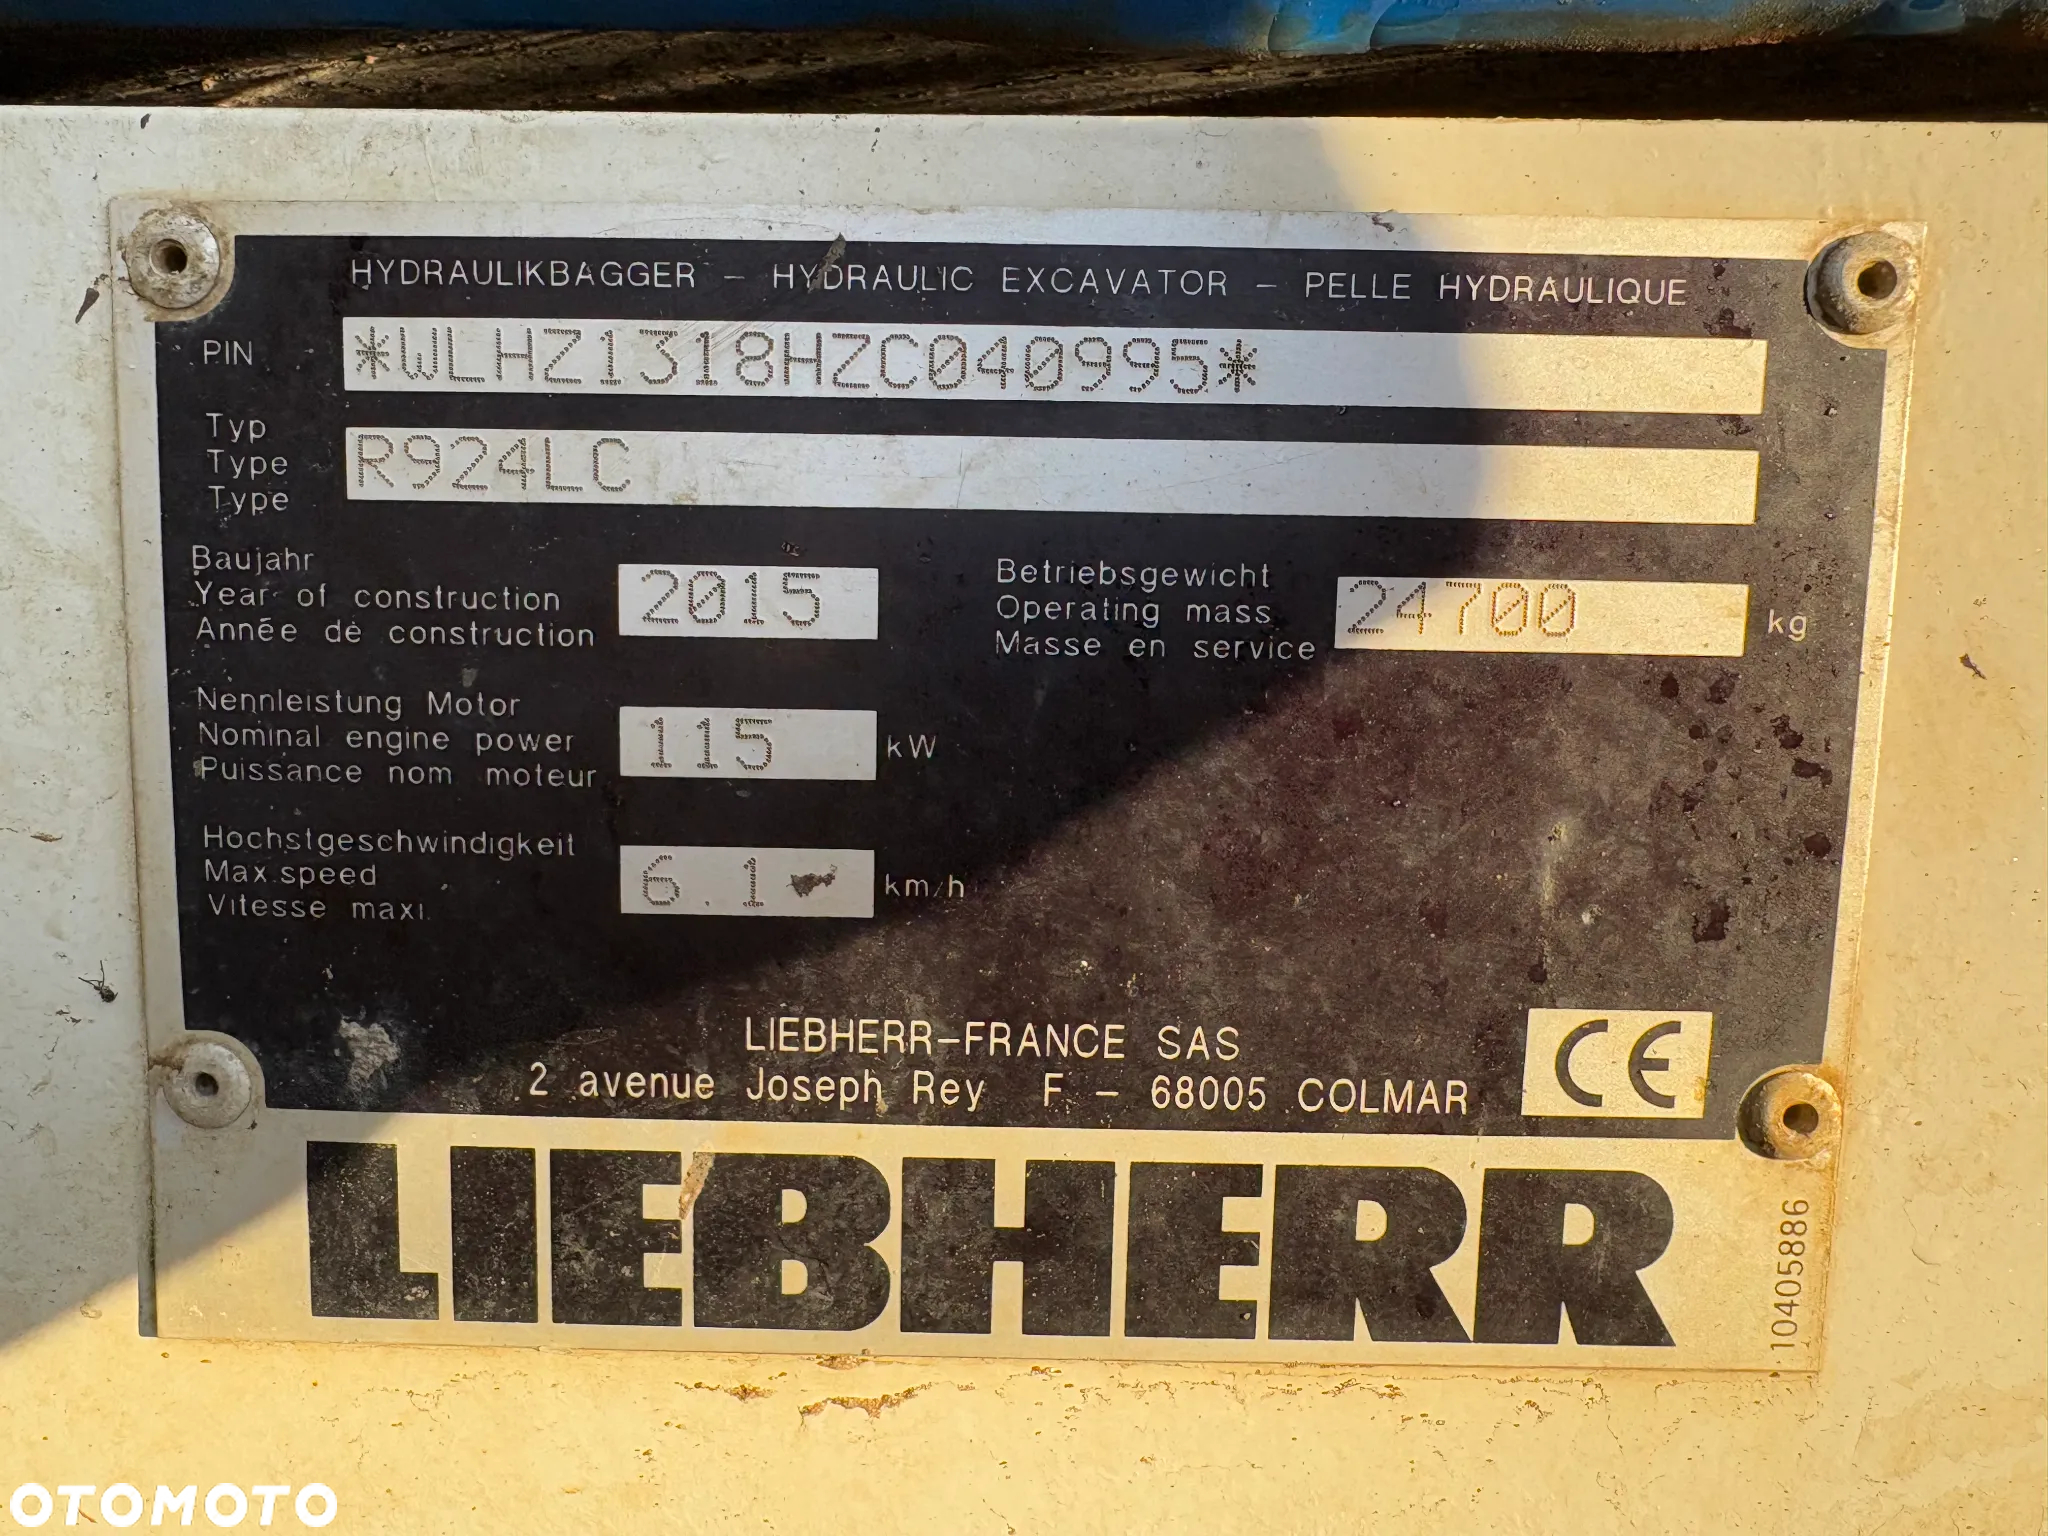 HYDRAULIKBAGGER - HYDRAULIC EXCAVATOR - PELLE HYDRAULIQUE
PIN *WLHZ1318HZC040995*
Typ
Type R924LC
Type
Baujahr
Year of construction 2015
Année de construction
Betriebsgewicht
Operating mass 24700 kg
Masse en service
Nennleistung Motor
Nominal engine power 115 kW
Puissance nom moteur
Höchstgeschwindigkeit
Max.speed 6.1 km/h
Vitesse maxi.
LIEBHERR-FRANCE SAS
2 avenue Joseph Rey F - 68005 COLMAR
CE
LIEBHERR
10405886
OTOMOTO